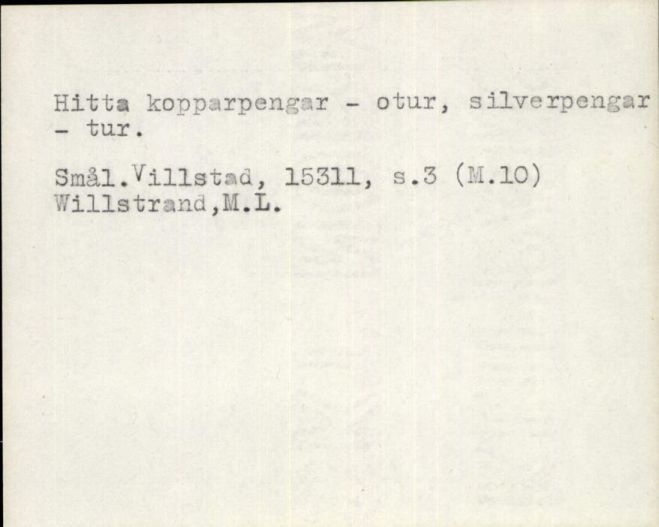 Hitta kopparpengar - otur, silverpengar
- tur.
Smål.Villstad, 15311, s.3 (M.10)
Willstrand,M.L.